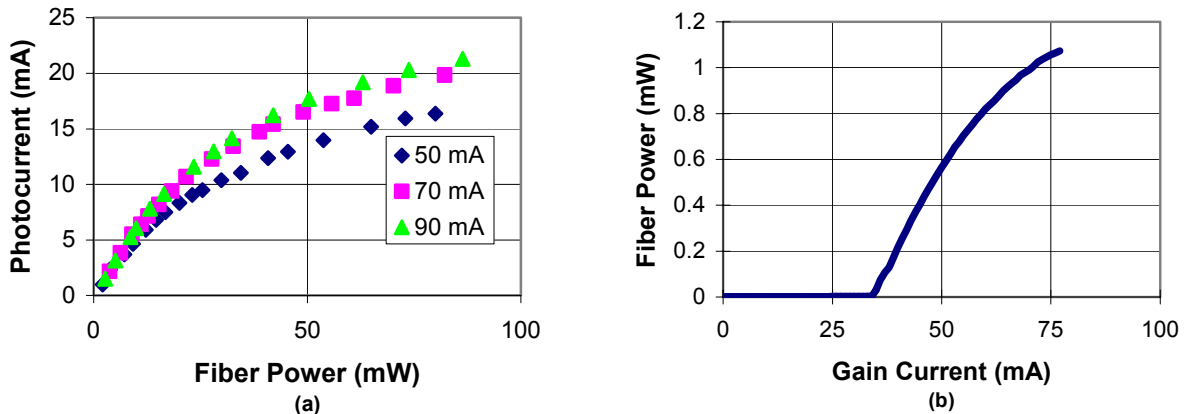 25
20
15
10
5
0
Photocurrent (mA)
0 50 100
Fiber Power (mW)
50 mA
70 mA
90 mA
(a)
1.2
1
0.8
0.6
0.4
0.2
0
Fiber Power (mW)
0 25 50 75 100
Gain Current (mA)
(b)